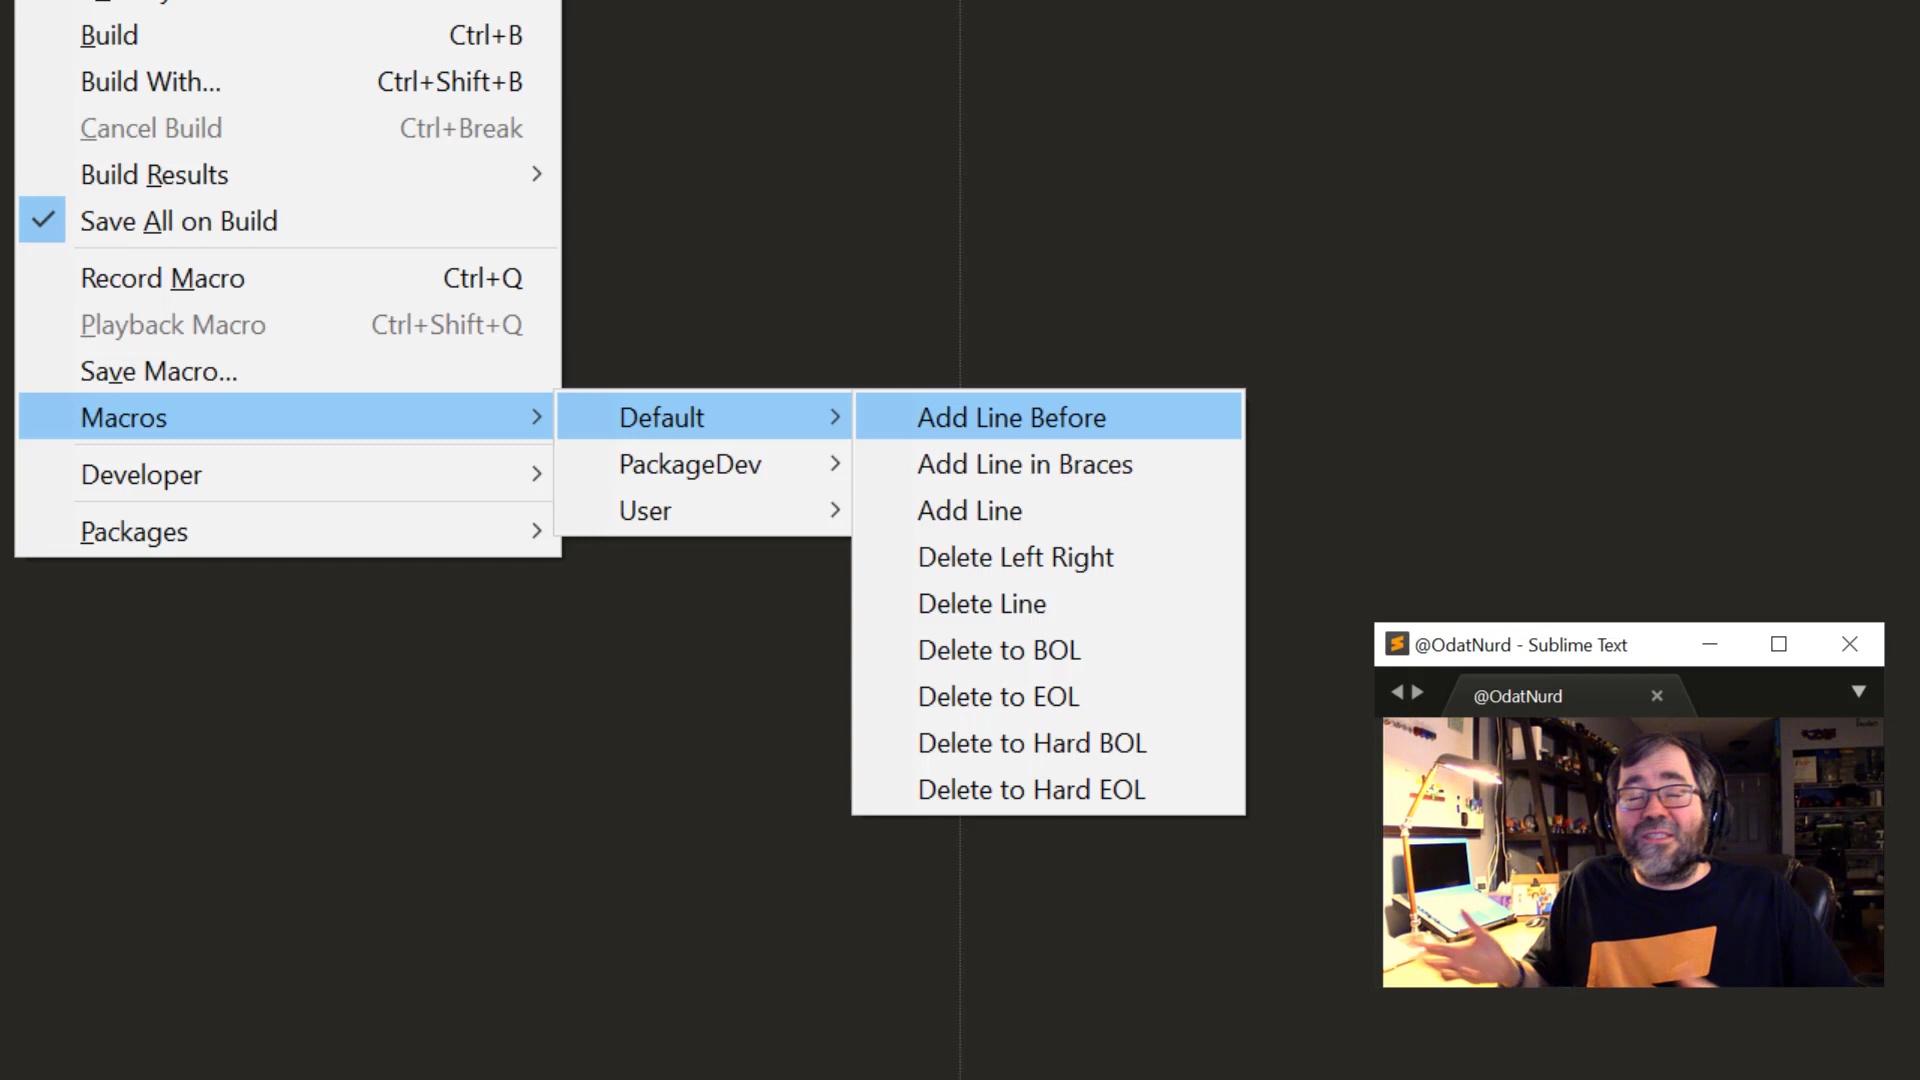 Build Ctrl+B
Build With... Ctrl+Shift+B
Cancel Build Ctrl+Break
Build Results
Save All on Build
Record Macro Ctrl+Q
Playback Macro Ctrl+Shift+Q
Save Macro...
Macros
Developer
Packages
Default
PackageDev
User
Add Line Before
Add Line in Braces
Add Line
Delete Left Right
Delete Line
Delete to BOL
Delete to EOL
Delete to Hard BOL
Delete to Hard EOL
@OdatNurd - Sublime Text
@OdatNurd